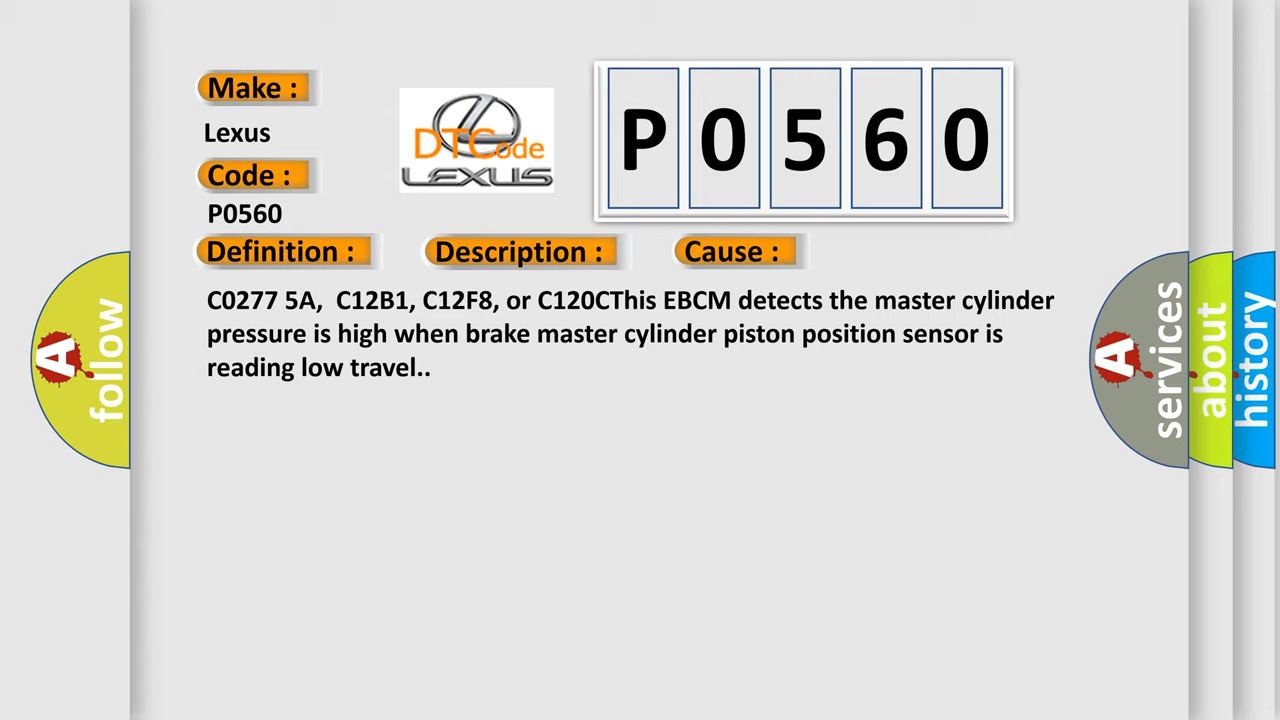 Make :
Lexus
Code :
P0560
DTCode
LEXUS
P0560
Definition :
Description :
Cause :
C0277 5A,  C12B1, C12F8, or C120CThis EBCM detects the master cylinder
pressure is high when brake master cylinder piston position sensor is
reading low travel..
A
follow
A
services
about
history